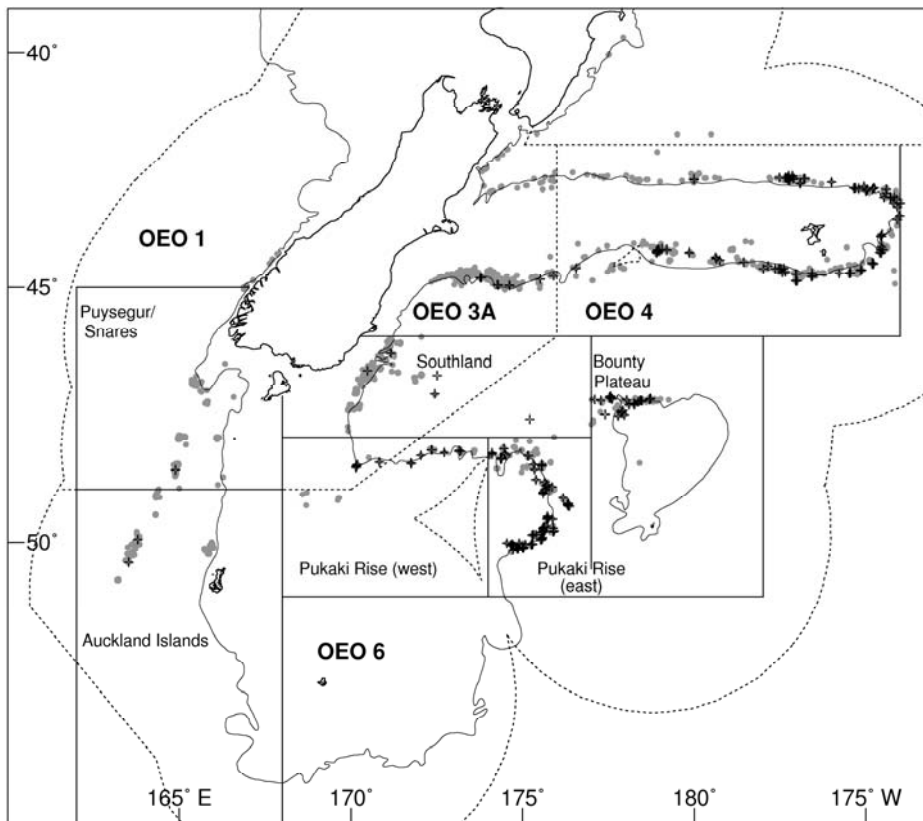 40°
OEO 1
45°
Puysegur/
Snares
OEO 3A
OEO 4
Southland
Bounty
Plateau
50°
Pukaki Rise (west)
Pukaki Rise
(east)
Auckland Islands
OEO 6
165° E
170°
175°
180°
175° W